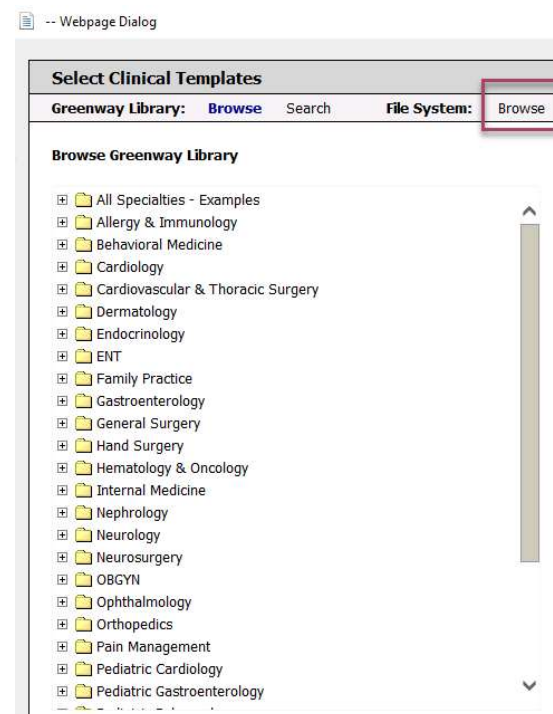 -- Webpage Dialog
Select Clinical Templates
Greenway Library: Browse Search File System: Browse
Browse Greenway Library
All Specialties - Examples
Allergy & Immunology
Behavioral Medicine
Cardiology
Cardiovascular & Thoracic Surgery
Dermatology
Endocrinology
ENT
Family Practice
Gastroenterology
General Surgery
Hand Surgery
Hematology & Oncology
Internal Medicine
Nephrology
Neurology
Neurosurgery
OBGYN
Ophthalmology
Orthopedics
Pain Management
Pediatric Cardiology
Pediatric Gastroenterology